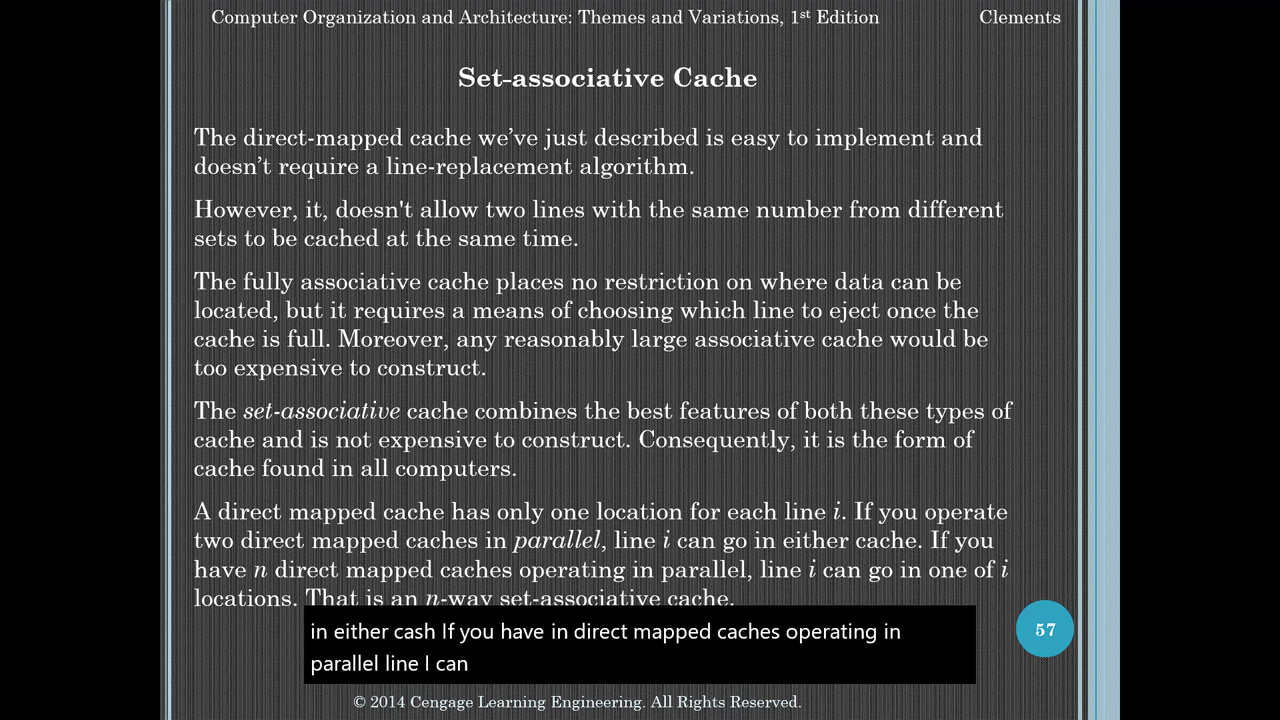 Computer Organization and Architecture: Themes and Variations, 1st Edition Clements
Set-associative Cache
The direct-mapped cache we’ve just described is easy to implement and
doesn’t require a line-replacement algorithm.
However, it, doesn't allow two lines with the same number from different
sets to be cached at the same time.
The fully associative cache places no restriction on where data can be
located, but it requires a means of choosing which line to eject once the
cache is full. Moreover, any reasonably large associative cache would be
too expensive to construct.
The set-associative cache combines the best features of both these types of
cache and is not expensive to construct. Consequently, it is the form of
cache found in all computers.
A direct mapped cache has only one location for each line i. If you operate
two direct mapped caches in parallel, line i can go in either cache. If you
have n direct mapped caches operating in parallel, line i can go in one of i
locations. That is an n-way set-associative cache.
in either cash If you have in direct mapped caches operating in
parallel line I can
57
© 2014 Cengage Learning Engineering. All Rights Reserved.